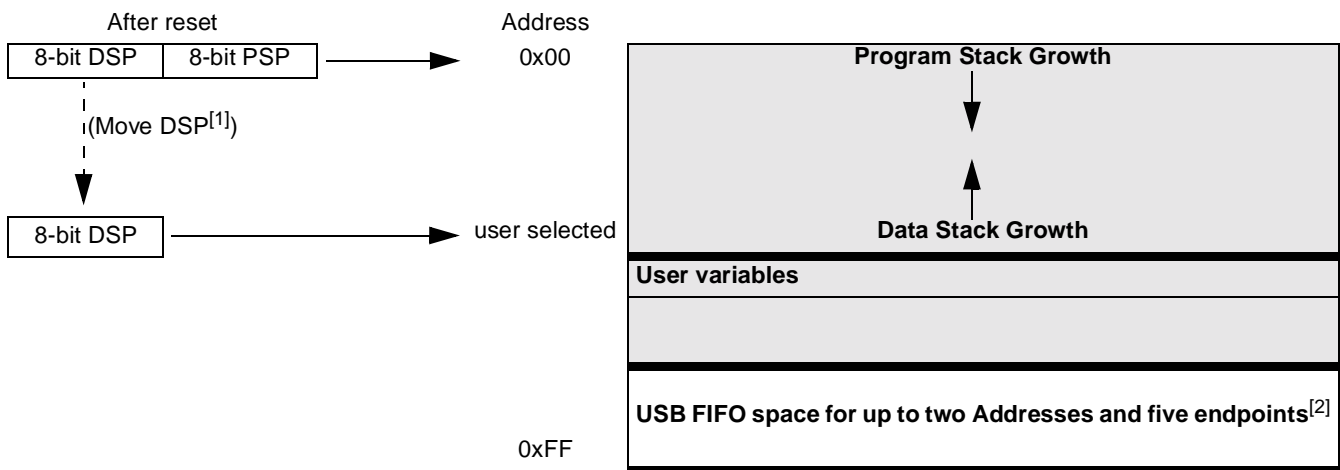 After reset Address
8-bit DSP 8-bit PSP 0x00 Program Stack Growth
(Move DSP[1])
8-bit DSP user selected Data Stack Growth
User variables
USB FIFO space for up to two Addresses and five endpoints[2]
0xFF